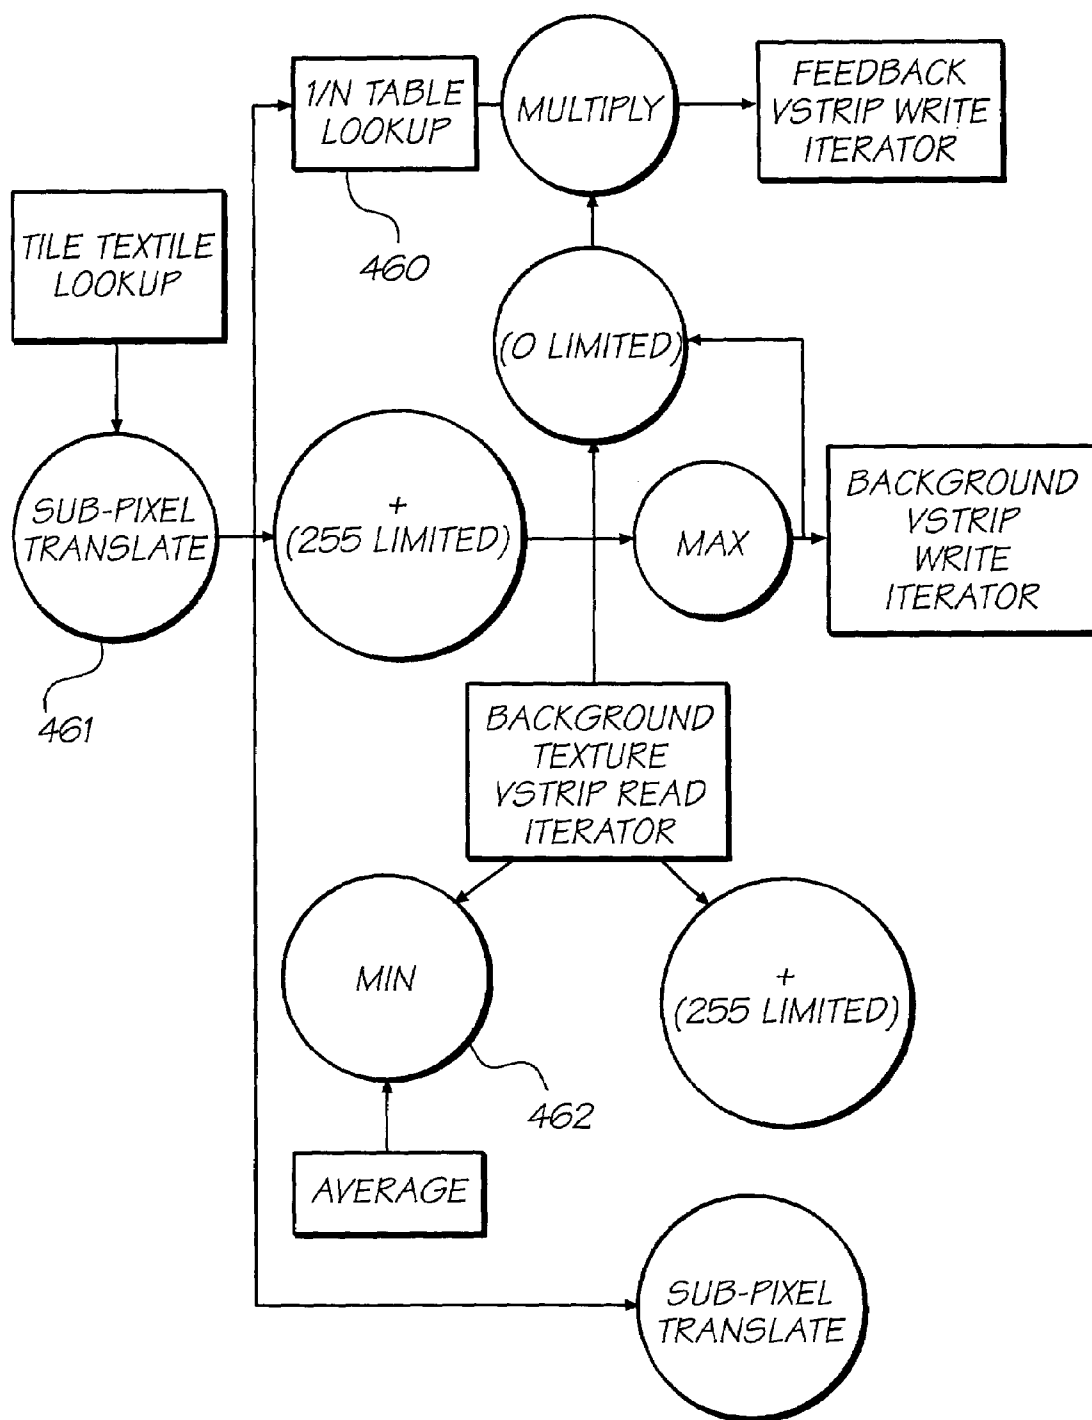 1/N TABLE
LOOKUP
MULTIPLY
FEEDBACK
VSTRIP WRITE
ITERATOR
460
TILE TEXTILE
LOOKUP
(0 LIMITED)
SUB-PIXEL
TRANSLATE
461
+
(255 LIMITED)
MAX
BACKGROUND
VSTRIP
WRITE
ITERATOR
BACKGROUND
TEXTURE
VSTRIP READ
ITERATOR
MIN
462
+
(255 LIMITED)
AVERAGE
SUB-PIXEL
TRANSLATE